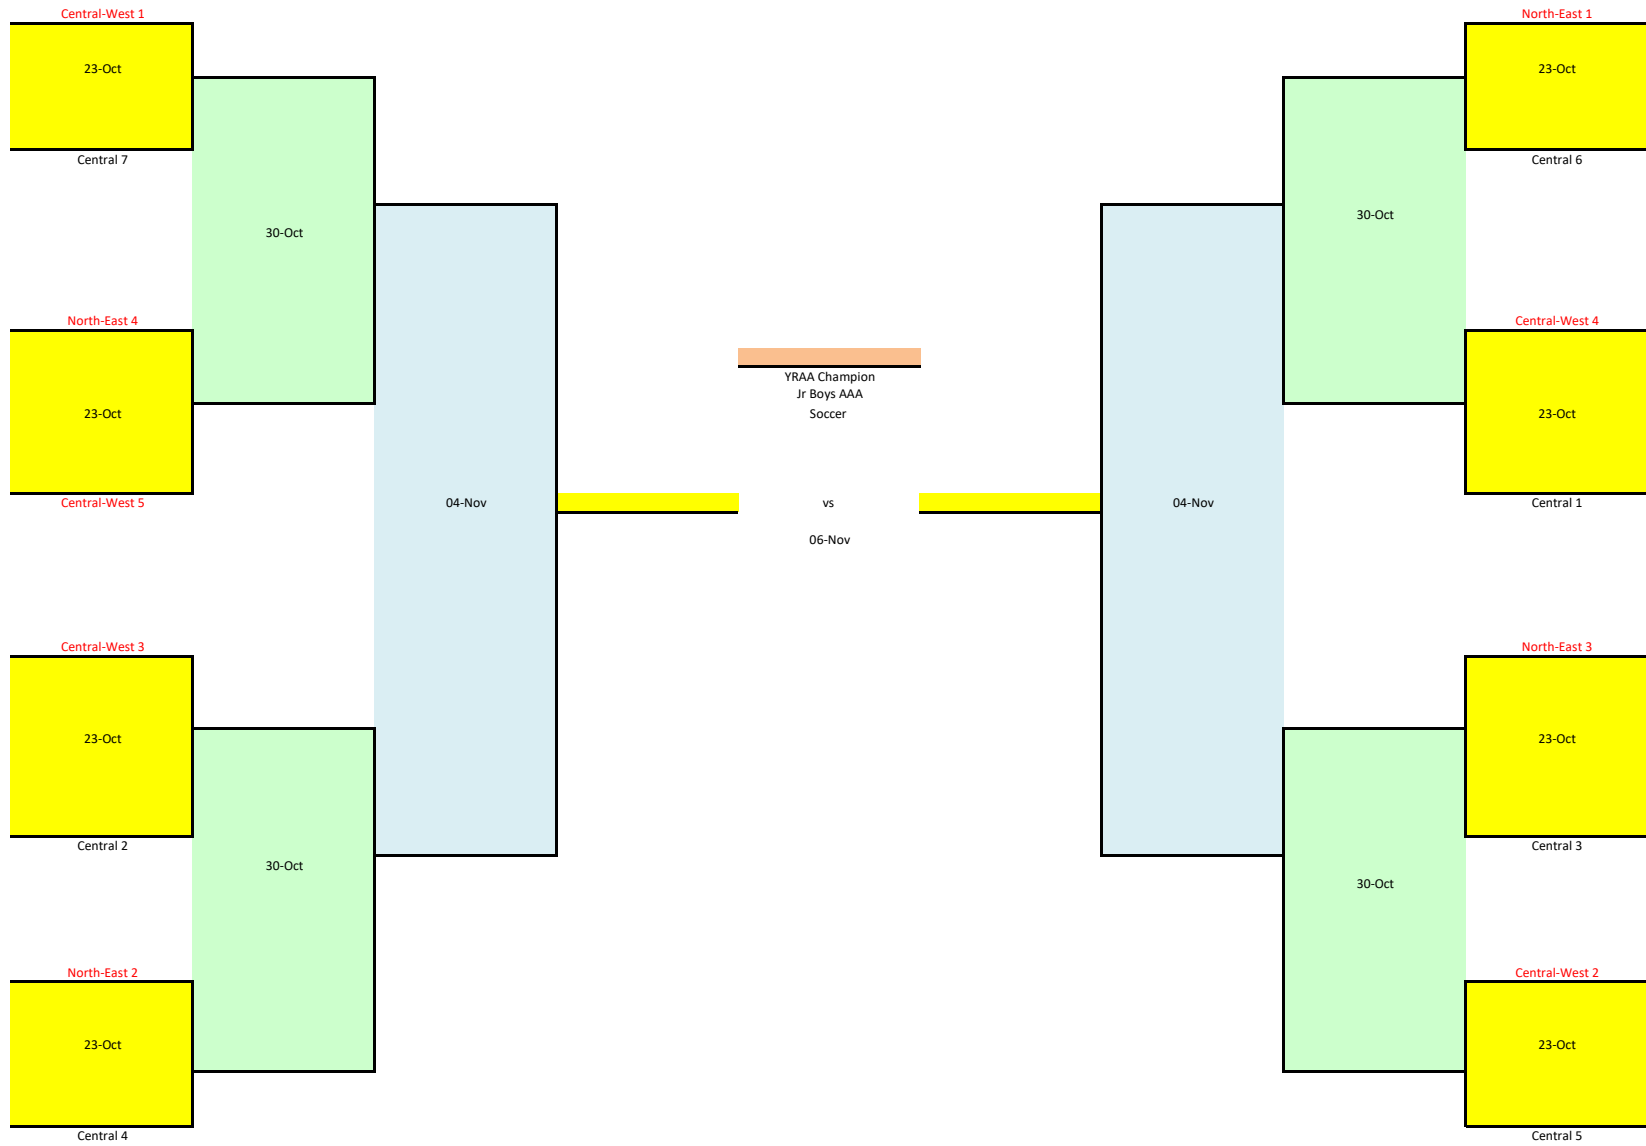 Central-West 1
North-East 1
23-Oct
23-Oct
Central 7
Central 6
30-Oct
30-Oct
North-East 4
Central-West 4
YRAA Champion
Jr Boys AAA
Soccer
23-Oct
23-Oct
Central-West 5
04-Nov
vs
04-Nov
Central 1
06-Nov
Central-West 3
North-East 3
23-Oct
23-Oct
Central 2
Central 3
30-Oct
30-Oct
North-East 2
Central-West 2
23-Oct
23-Oct
Central 4
Central 5